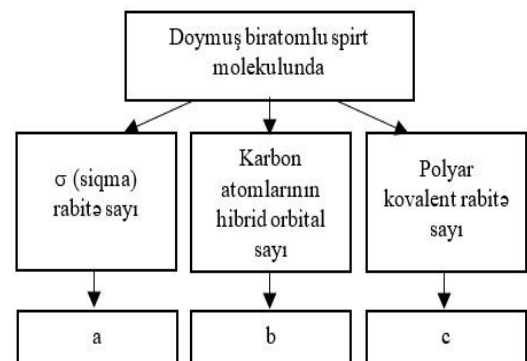 Doymuş biratomlu spirt
molekulunda
σ (siqma)
rabitə sayı
Karbon
atomlarının
hibrid orbital
sayı
Polyar
kovalent rabitə
sayı
a
b
c